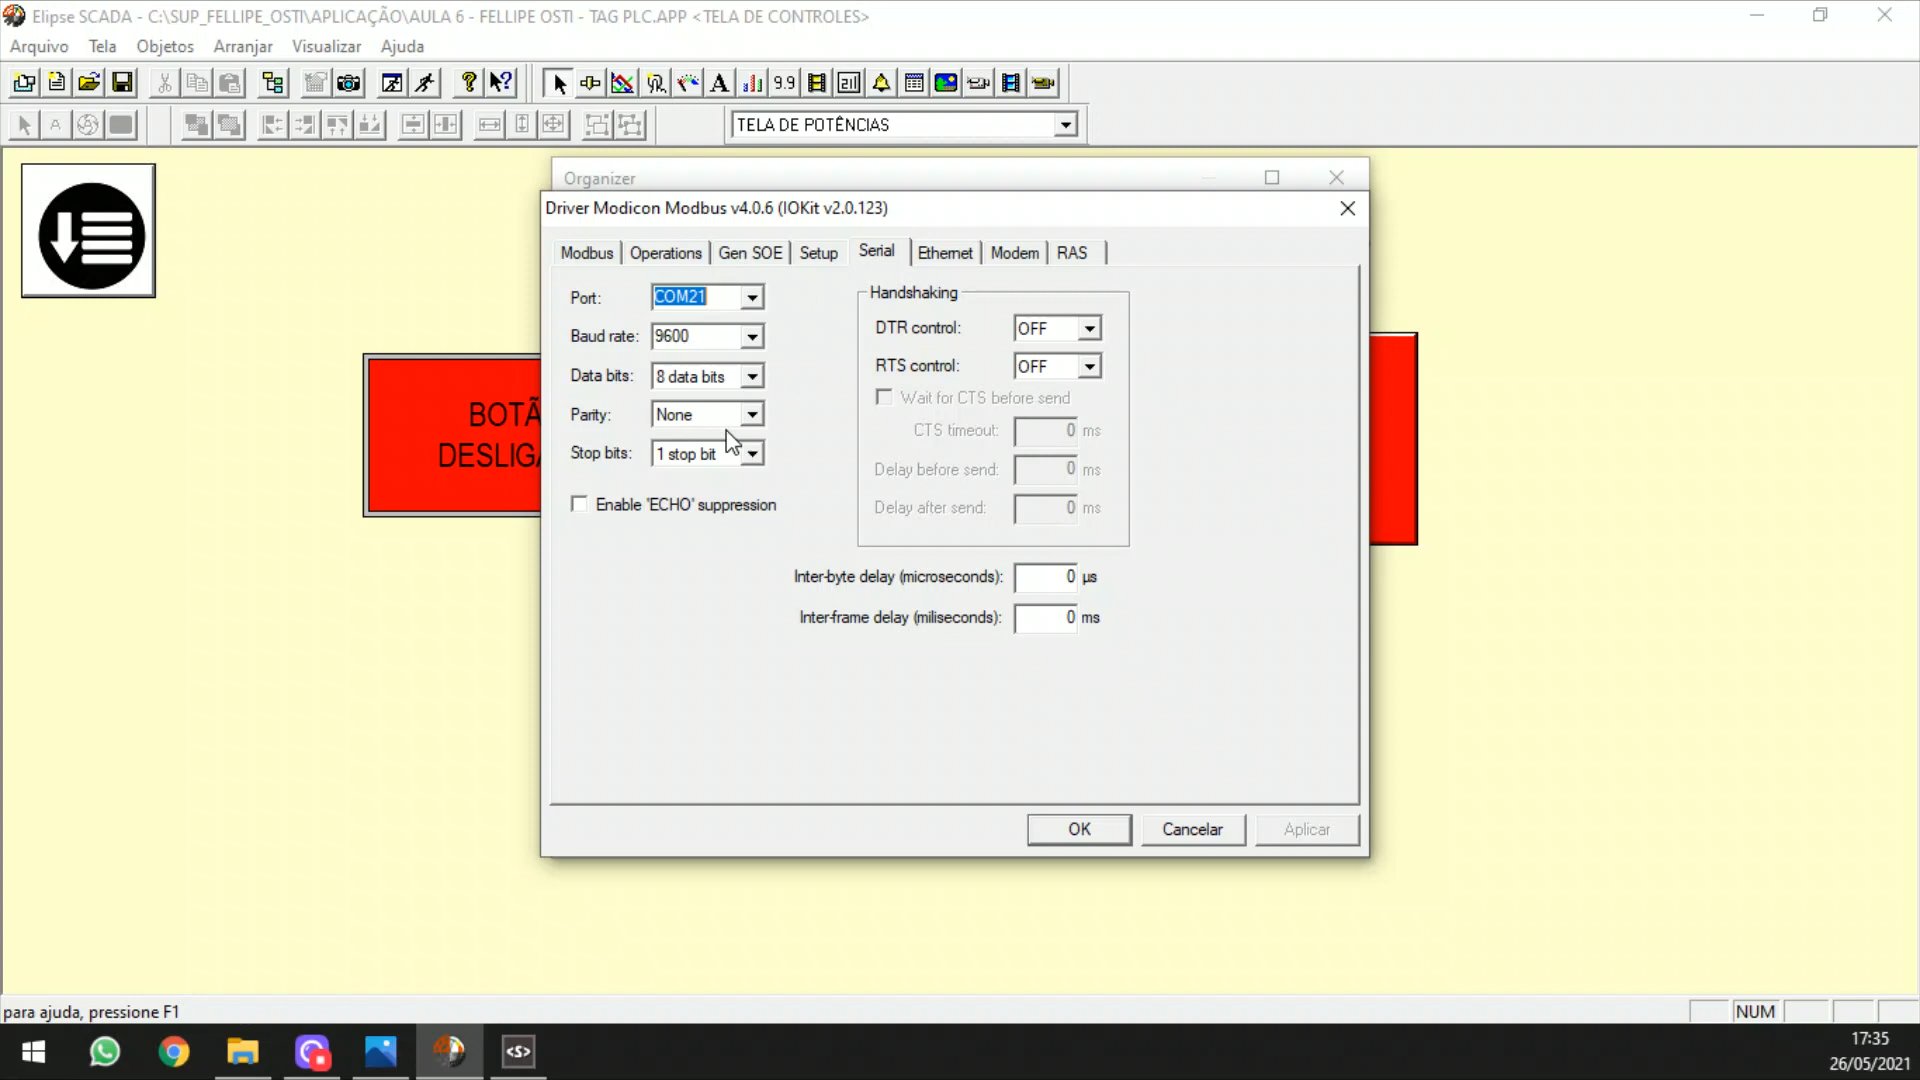 Elipse SCADA - C:\SUP_FELLIPE_OSTI\APLICAÇÃO\AULA 6 - FELLIPE OSTI - TAG PLC.APP <TELA DE CONTROLES>
Arquivo Tela Objetos Arranjar Visualizar Ajuda
9.9
TELA DE POTÊNCIAS
Organizer
Driver Modicon Modbus v4.0.6 (IOKit v2.0.123)
Modbus Operations Gen SOE Setup Serial Ethernet Modem RAS
Port: COM21
Baud rate: 9600
Data bits: 8 data bits
Parity: None
Stop bits: 1 stop bit
Enable 'ECHO' suppression
Handshaking
DTR control: OFF
RTS control: OFF
Wait for CTS before send
CTS timeout: 0 ms
Delay before send: 0 ms
Delay after send: 0 ms
Inter-byte delay (microseconds): 0 µs
Inter-frame delay (miliseconds): 0 ms
OK Cancelar Aplicar
BOTÃ
DESLIGA
para ajuda, pressione F1
NUM
17:35
26/05/2021